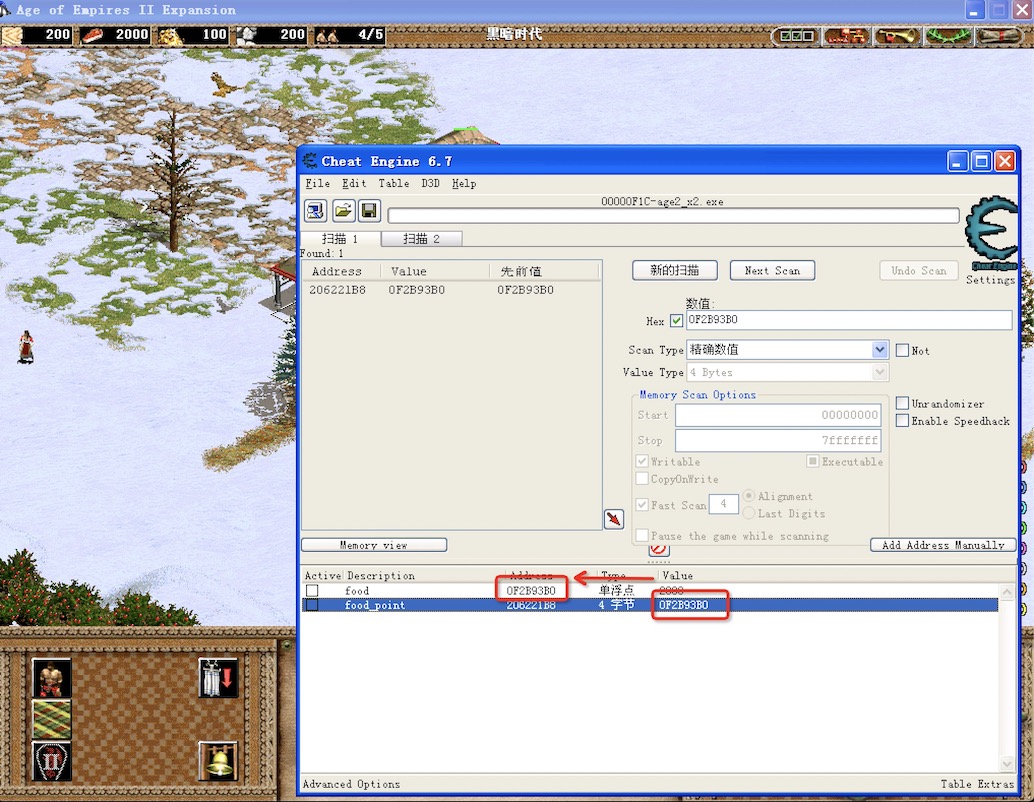 Age of Empires II Expansion
200 2000 100 200 4/5 黑暗时代
Cheat Engine 6.7
File Edit Table D3D Help
00000F1C-age2_x2.exe
扫描 1 扫描 2
Found: 1
Address Value 先前值
206221B8 0F2B93B0 0F2B93B0
新的扫描 Next Scan Undo Scan
Cheat Engine
Settings
数值:
Hex 0F2B93B0
Scan Type 精确数值 Not
Value Type 4 Bytes
Memory Scan Options
Start 00000000
Stop 7fffffff
Unrandomizer
Enable Speedhack
Writable Executable
CopyOnWrite
Fast Scan 4 Alignment
Last Digits
Pause the game while scanning
Memory view Add Address Manually
Active Description Address Type Value
food 0F2B93B0 单浮点 2000
food_point 206221B8 4 字节 0F2B93B0
II
Advanced Options Table Extras